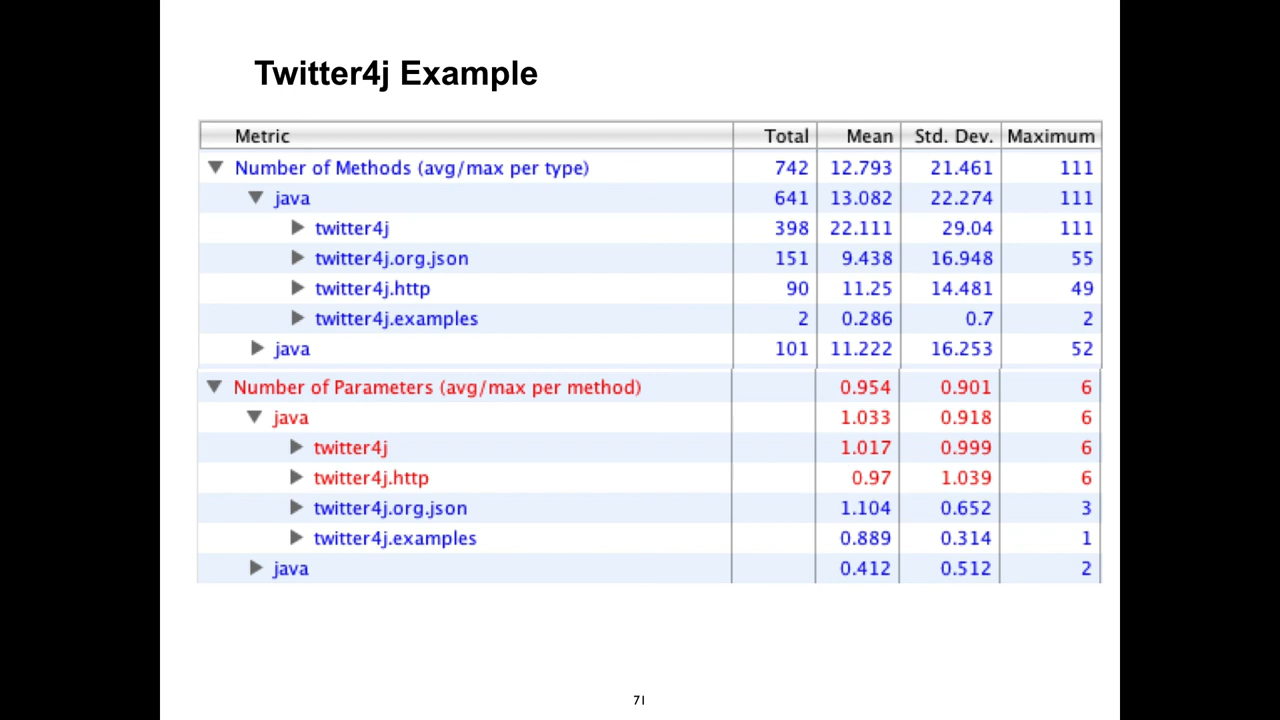 Twitter4j Example
Metric Total Mean Std. Dev. Maximum
Number of Methods (avg/max per type) 742 12.793 21.461 111
java 641 13.082 22.274 111
twitter4j 398 22.111 29.04 111
twitter4j.org.json 151 9.438 16.948 55
twitter4j.http 90 11.25 14.481 49
twitter4j.examples 2 0.286 0.7 2
java 101 11.222 16.253 52
Number of Parameters (avg/max per method) 0.954 0.901 6
java 1.033 0.918 6
twitter4j 1.017 0.999 6
twitter4j.http 0.97 1.039 6
twitter4j.org.json 1.104 0.652 3
twitter4j.examples 0.889 0.314 1
java 0.412 0.512 2
71